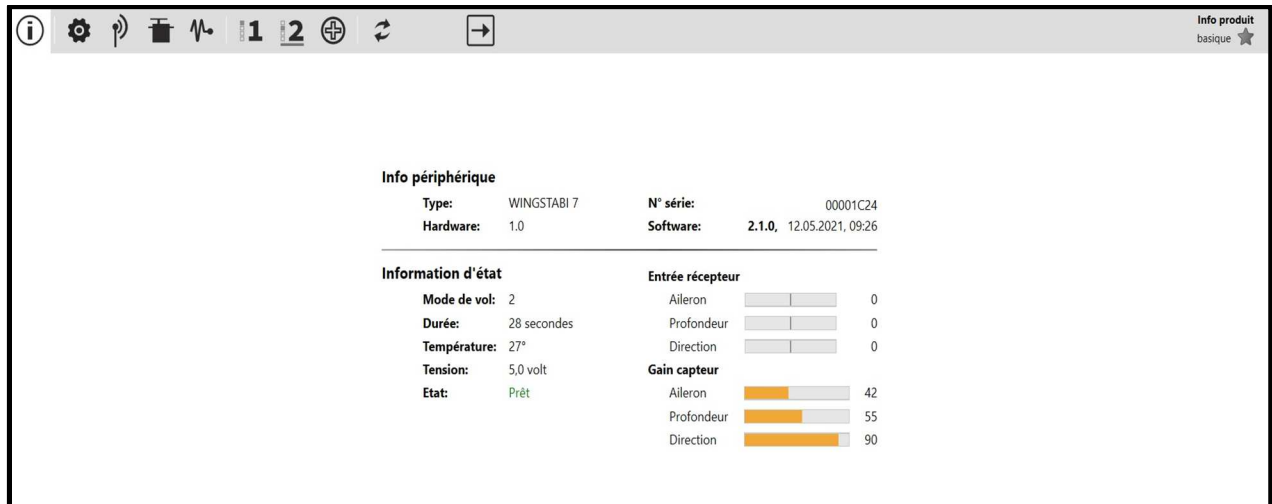 i 1 2
Info produit
basique
Info périphérique
Type: WINGSTABI 7 N° série: 00001C24
Hardware: 1.0 Software: 2.1.0, 12.05.2021, 09:26
Information d'état Entrée récepteur
Mode de vol: 2 Aileron 0
Durée: 28 secondes Profondeur 0
Température: 27° Direction 0
Tension: 5,0 volt Gain capteur
Etat: Prêt Aileron 42
Profondeur 55
Direction 90